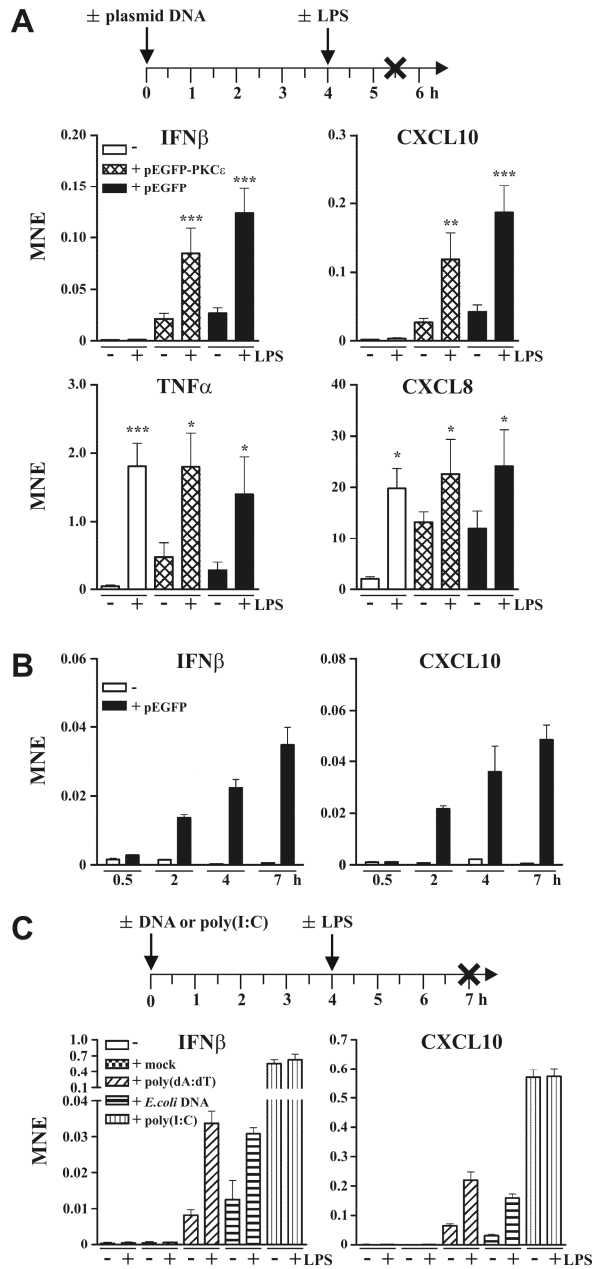 A
± plasmid DNA ± LPS
0 1 2 3 4 5 6 h
IFNβ CXCL10
MNE
0.20
0.15
0.10
0.05
0
-
+ pEGFP-PKCε
+ pEGFP
*** ***
- + - + - + LPS
0.3
0.2
0.1
0
** ***
- + - + - + LPS
TNFα CXCL8
MNE
3.0
2.0
1.0
0
*** * *
- + - + - + LPS
40
30
20
10
0
* * *
- + - + - + LPS
B
IFNβ CXCL10
MNE
0.06
0.04
0.02
0
-
+ pEGFP
0.5 2 4 7 h
0.08
0.06
0.04
0.02
0
0.5 2 4 7 h
C
± DNA or poly(I:C) ± LPS
0 1 2 3 4 5 6 7 h
IFNβ CXCL10
MNE
1.0
0.7
0.4
0.1
0.04
0.03
0.02
0.01
0
-
+ mock
+ poly(dA:dT)
+ E.coli DNA
+ poly(I:C)
- + - + - + - + - + LPS
0.7
0.6
0.5
0.4
0.3
0.2
0.1
0
- + - + - + - + - + LPS